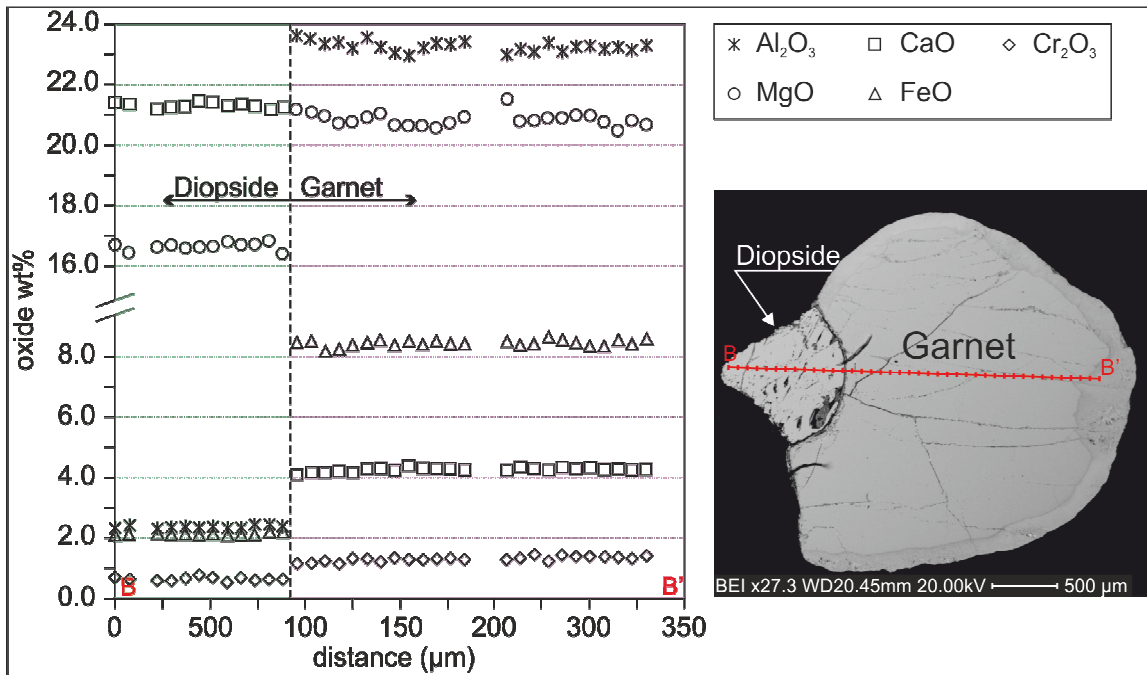 24.0
22.0
20.0
18.0
16.0
8.0
6.0
4.0
2.0
0.0
oxide wt%
Diopside Garnet
B B'
0 500 100 150 200 250 300 350
distance (µm)
Al₂O₃ CaO Cr₂O₃
MgO FeO
Diopside
Garnet
B B'
BEI x27.3 WD20.45mm 20.00kV 500 µm